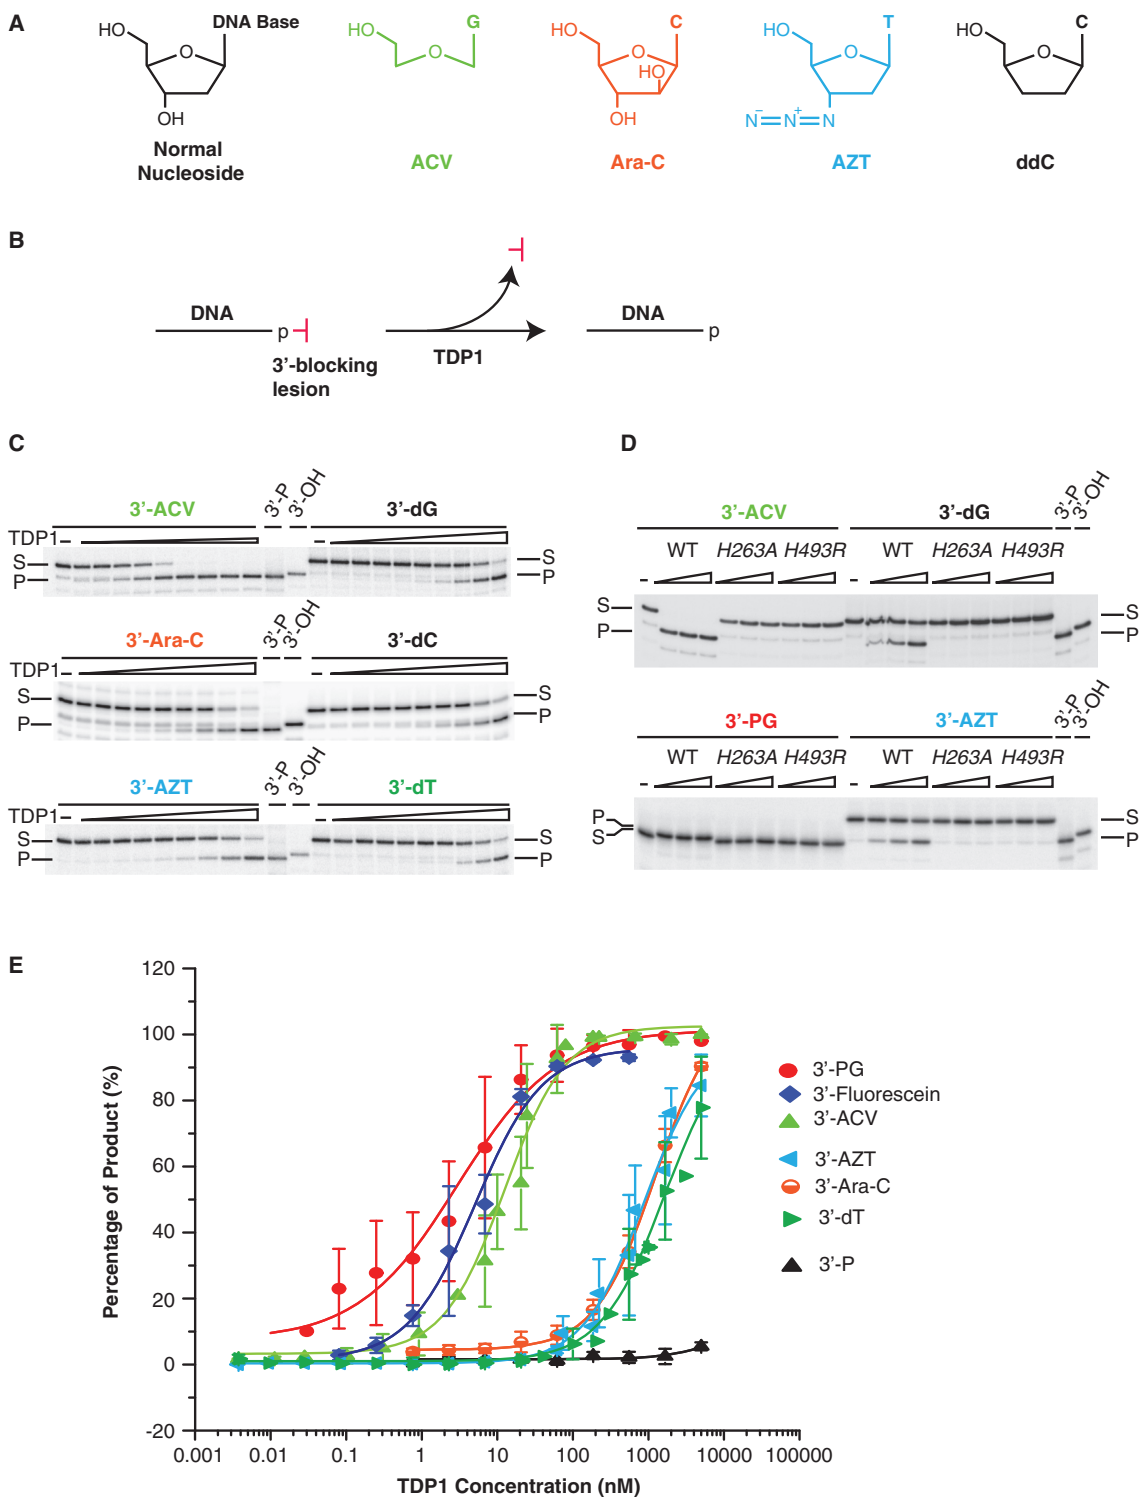 A
HO
DNA Base
O
OH
Normal
Nucleoside
HO
G
O
ACV
HO
C
O
HO
OH
Ara-C
HO
T
O
N⁻=N⁺=N
AZT
HO
C
O
ddC
B
DNA
p
3’-blocking
lesion
TDP1
DNA
p
C
3’-ACV
3’-P
3’-OH
3’-dG
TDP1
–
–
S
P
S
P
3’-Ara-C
3’-P
3’-OH
3’-dC
TDP1
–
–
S
P
S
P
3’-AZT
3’-P
3’-OH
3’-dT
TDP1
–
–
S
P
S
P
D
3’-ACV
3’-dG
3’-P
3’-OH
- WT H263A H493R - WT H263A H493R
S
P
S
P
3’-PG
3’-AZT
3’-P
3’-OH
- WT H263A H493R - WT H263A H493R
P
S
S
P
E
Percentage of Product (%)
120
100
80
60
40
20
0
-20
0.001 0.01 0.1 1 10 100 1000 10000 100000
TDP1 Concentration (nM)
3’-PG
3’-Fluorescein
3’-ACV
3’-AZT
3’-Ara-C
3’-dT
3’-P